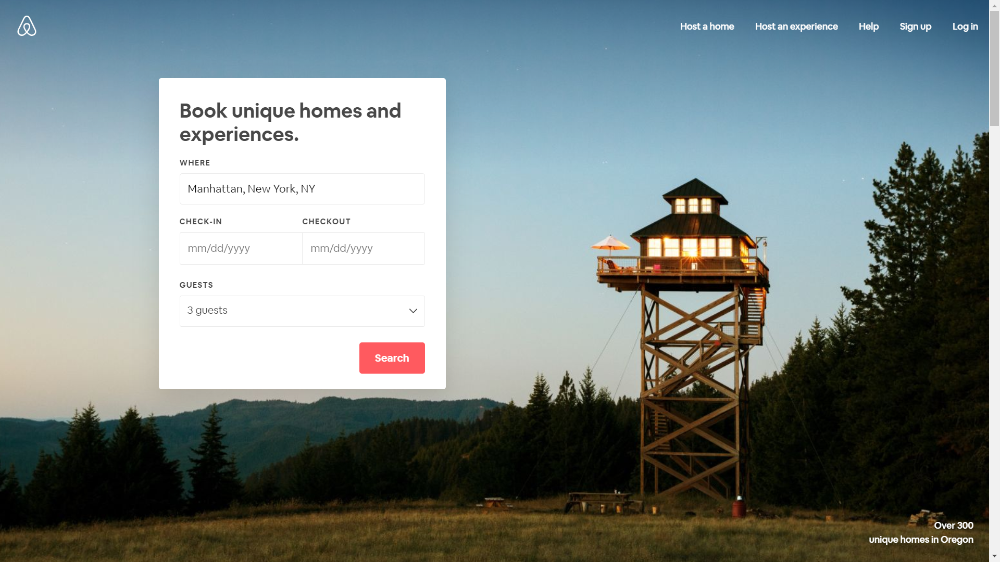 Host a home
Host an experience
Help
Sign up
Log in
Book unique homes and
experiences.
WHERE
Manhattan, New York, NY
CHECK-IN
CHECKOUT
mm/dd/yyyy
mm/dd/yyyy
GUESTS
3 guests
Search
Over 300
unique homes in Oregon